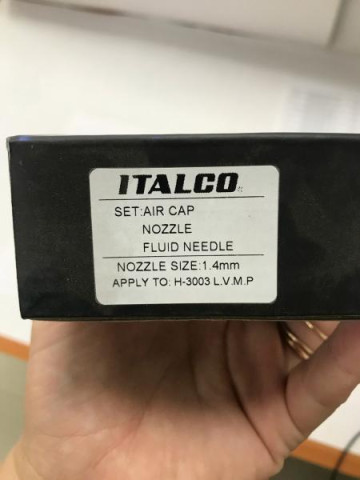 ITALCO
SET:AIR CAP
NOZZLE
FLUID NEEDLE
NOZZLE SIZE:1.4mm
APPLY TO: H-3003 L.V.M.P